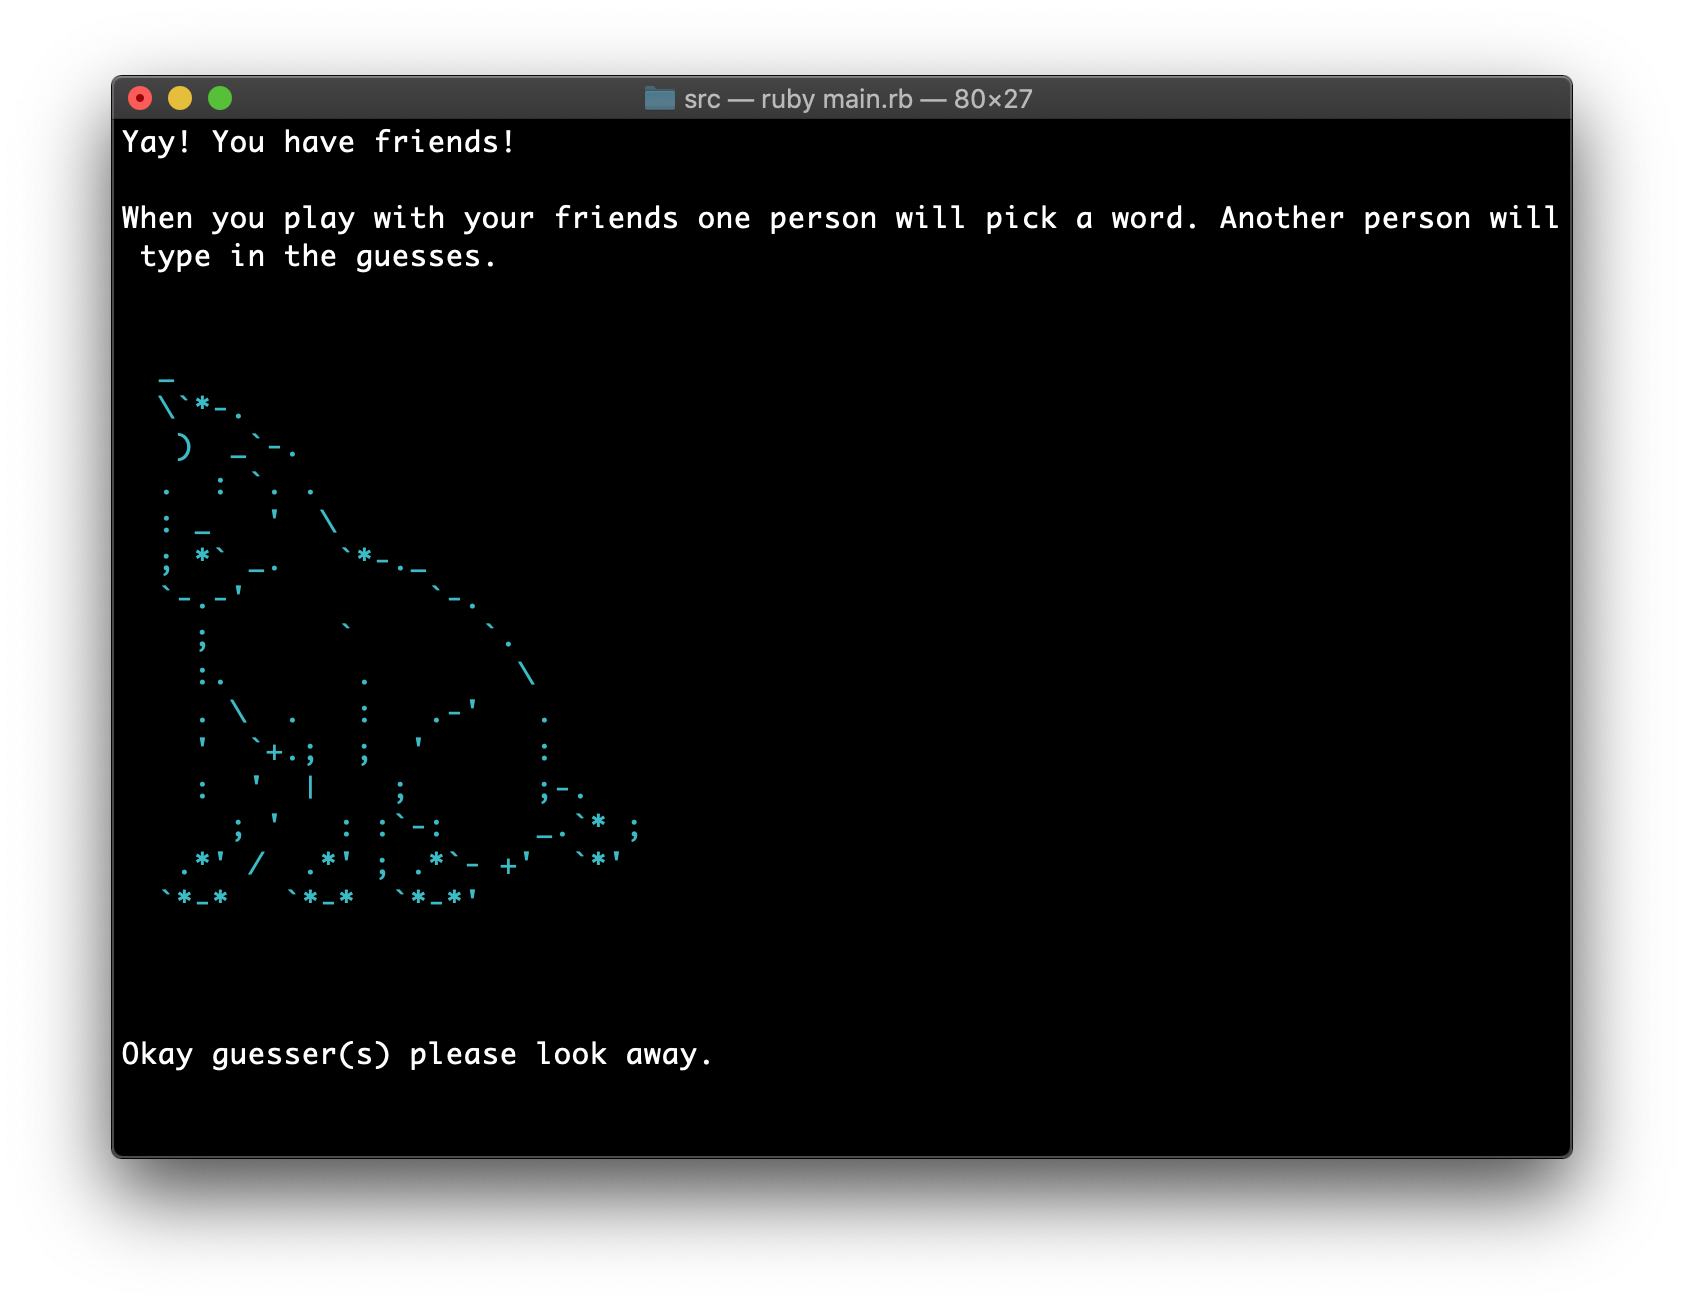 src — ruby main.rb — 80×27
Yay! You have friends!
When you play with your friends one person will pick a word. Another person will
type in the guesses.
Okay guesser(s) please look away.